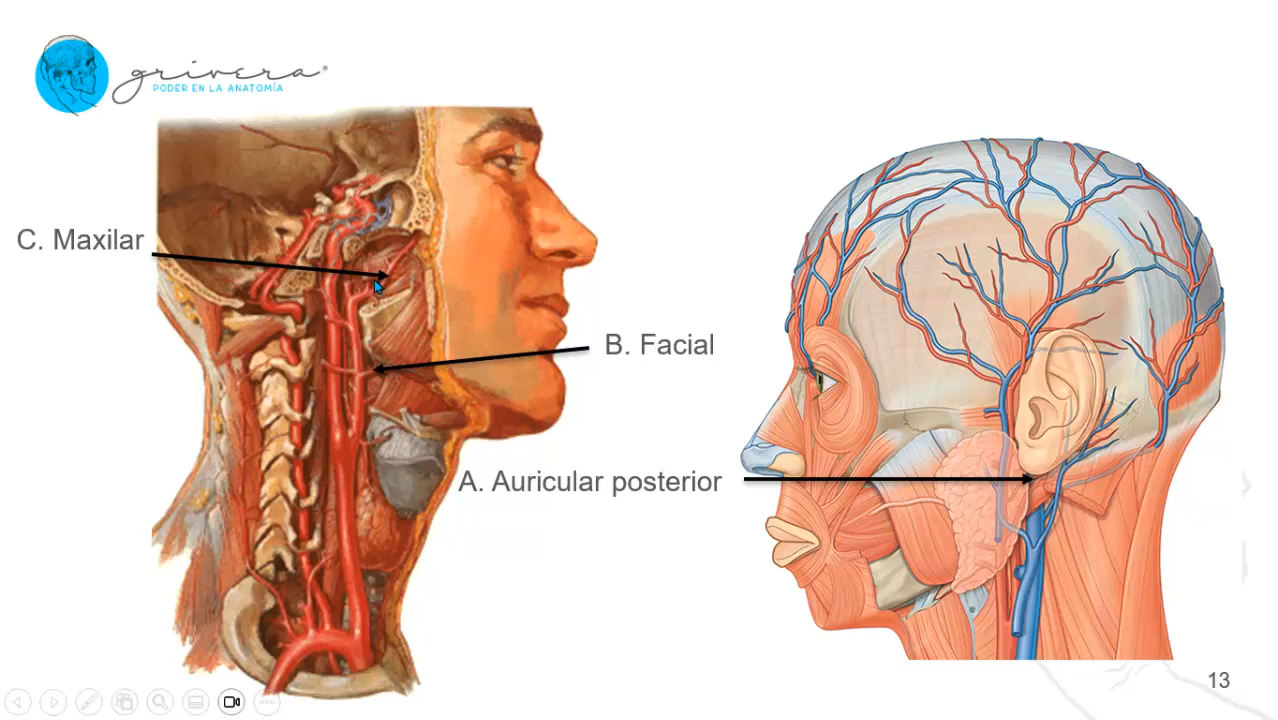 grivera®
PODER EN LA ANATOMÍA
C. Maxilar
B. Facial
A. Auricular posterior
13